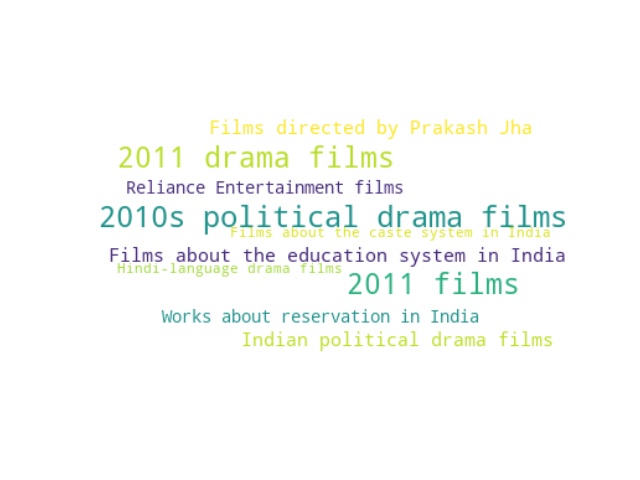 Films directed by Prakash Jha
2011 drama films
Reliance Entertainment films
2010s political drama films
Films about the caste system in India
Films about the education system in India
Hindi-language drama films
2011 films
Works about reservation in India
Indian political drama films